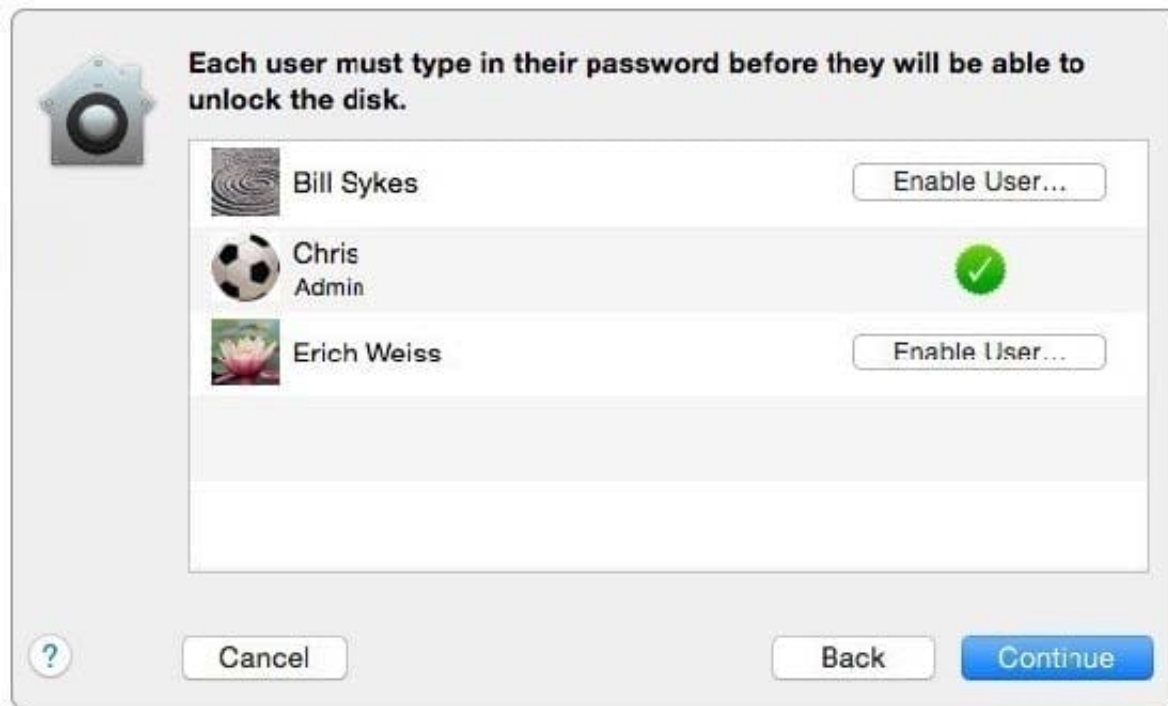 Each user must type in their password before they will be able to
unlock the disk.
Bill Sykes
Enable User...
Chris
Admin
Erich Weiss
Enable User...
?
Cancel
Back
Continue